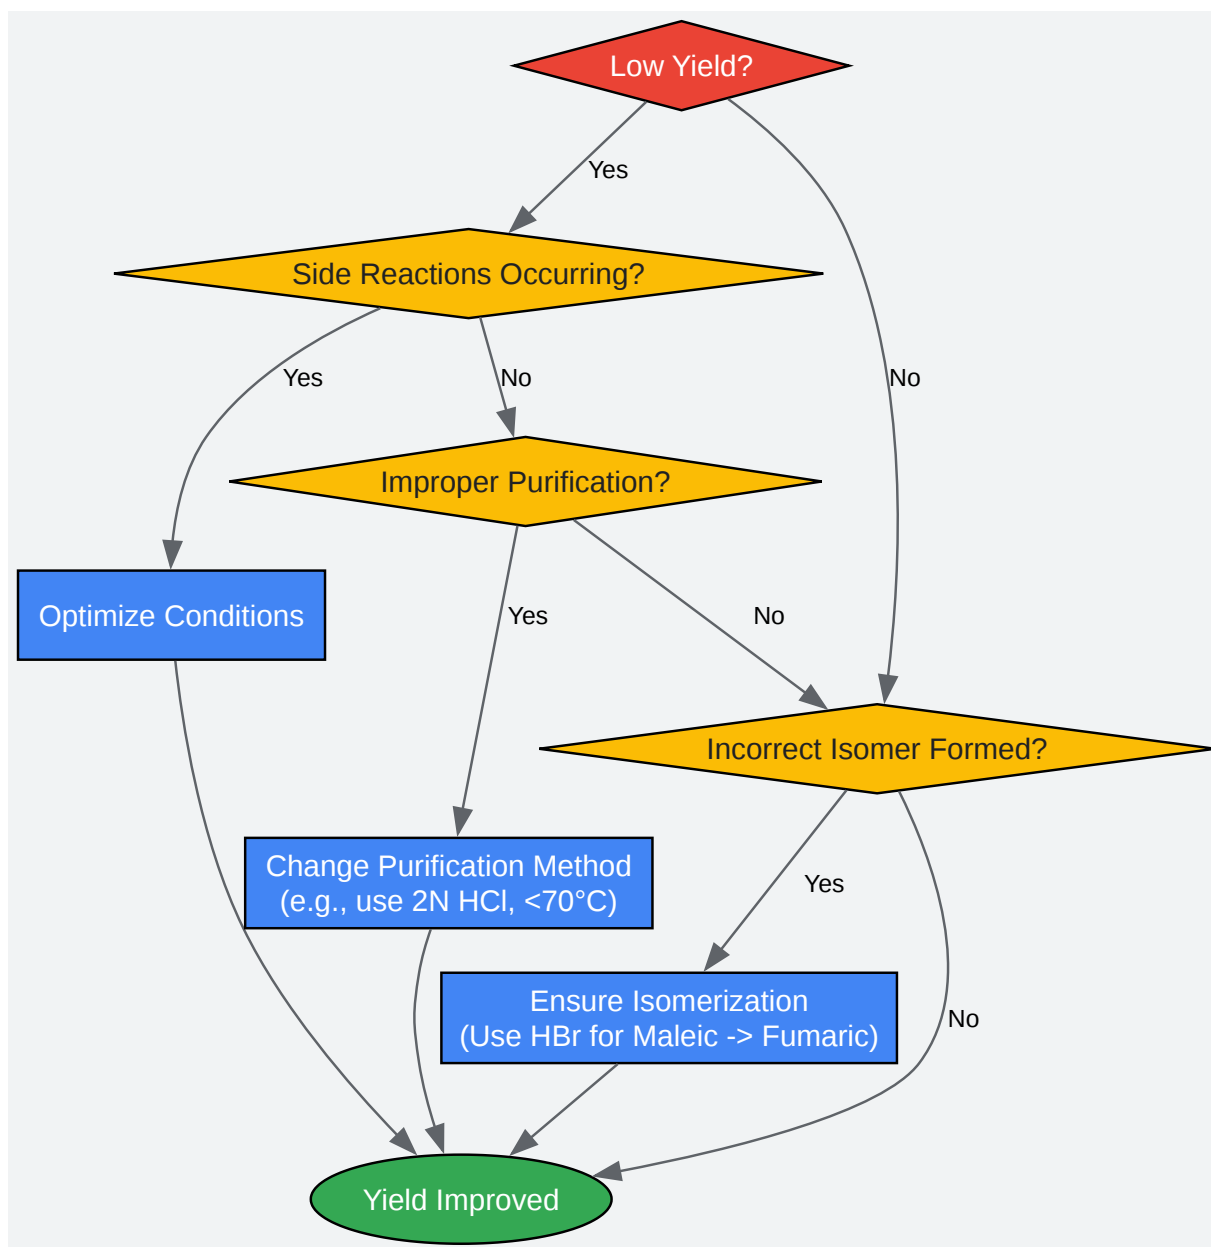 Low Yield?
Yes
Side Reactions Occurring?
Yes
No
No
Improper Purification?
Optimize Conditions
Yes
No
Incorrect Isomer Formed?
Change Purification Method
(e.g., use 2N HCl, <70°C)
Yes
Ensure Isomerization
(Use HBr for Maleic -> Fumaric)
No
Yield Improved